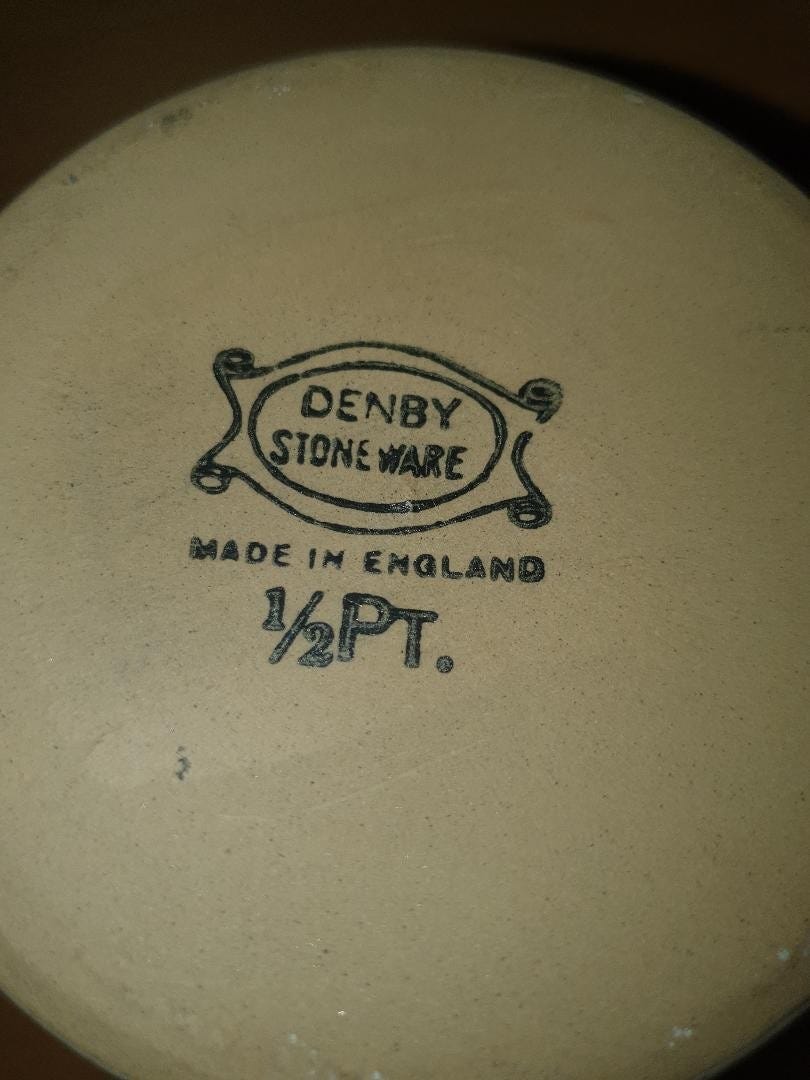 DENBY
STONEWARE
MADE IN ENGLAND
½PT.